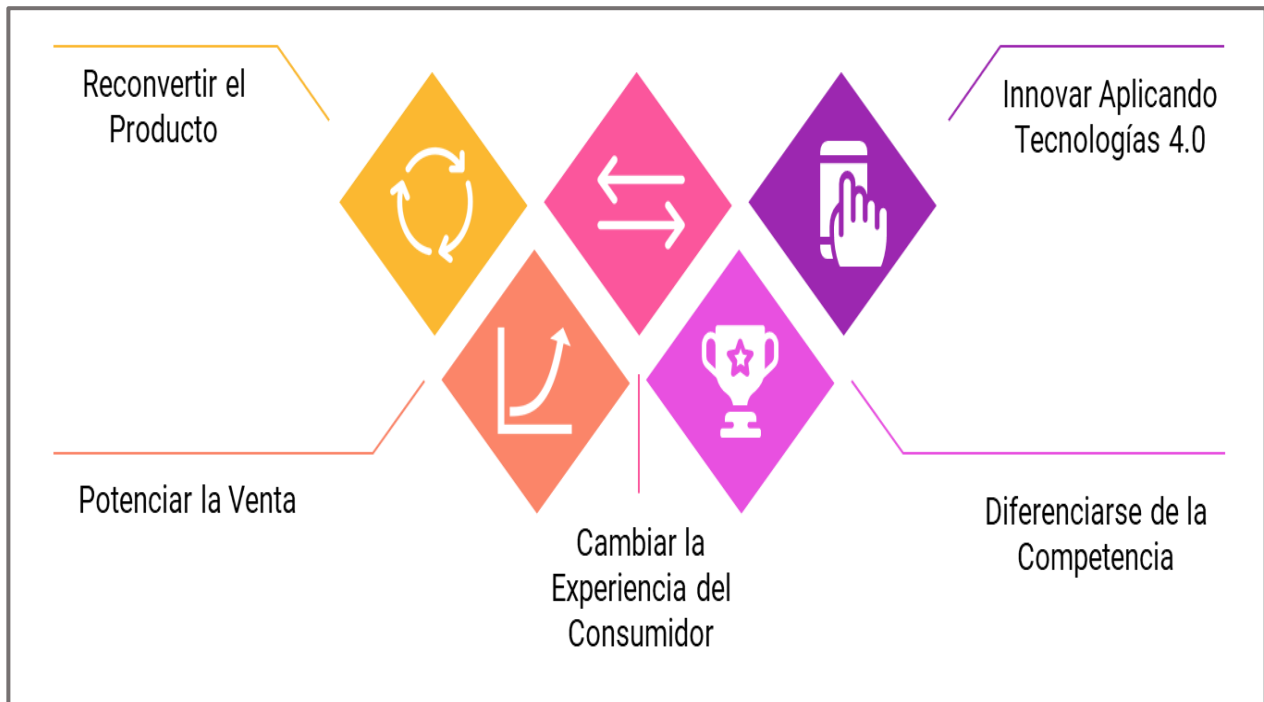 Reconvertir el
Producto
Innovar Aplicando
Tecnologías 4.0
Potenciar la Venta
Cambiar la
Experiencia del
Consumidor
Diferenciarse de la
Competencia